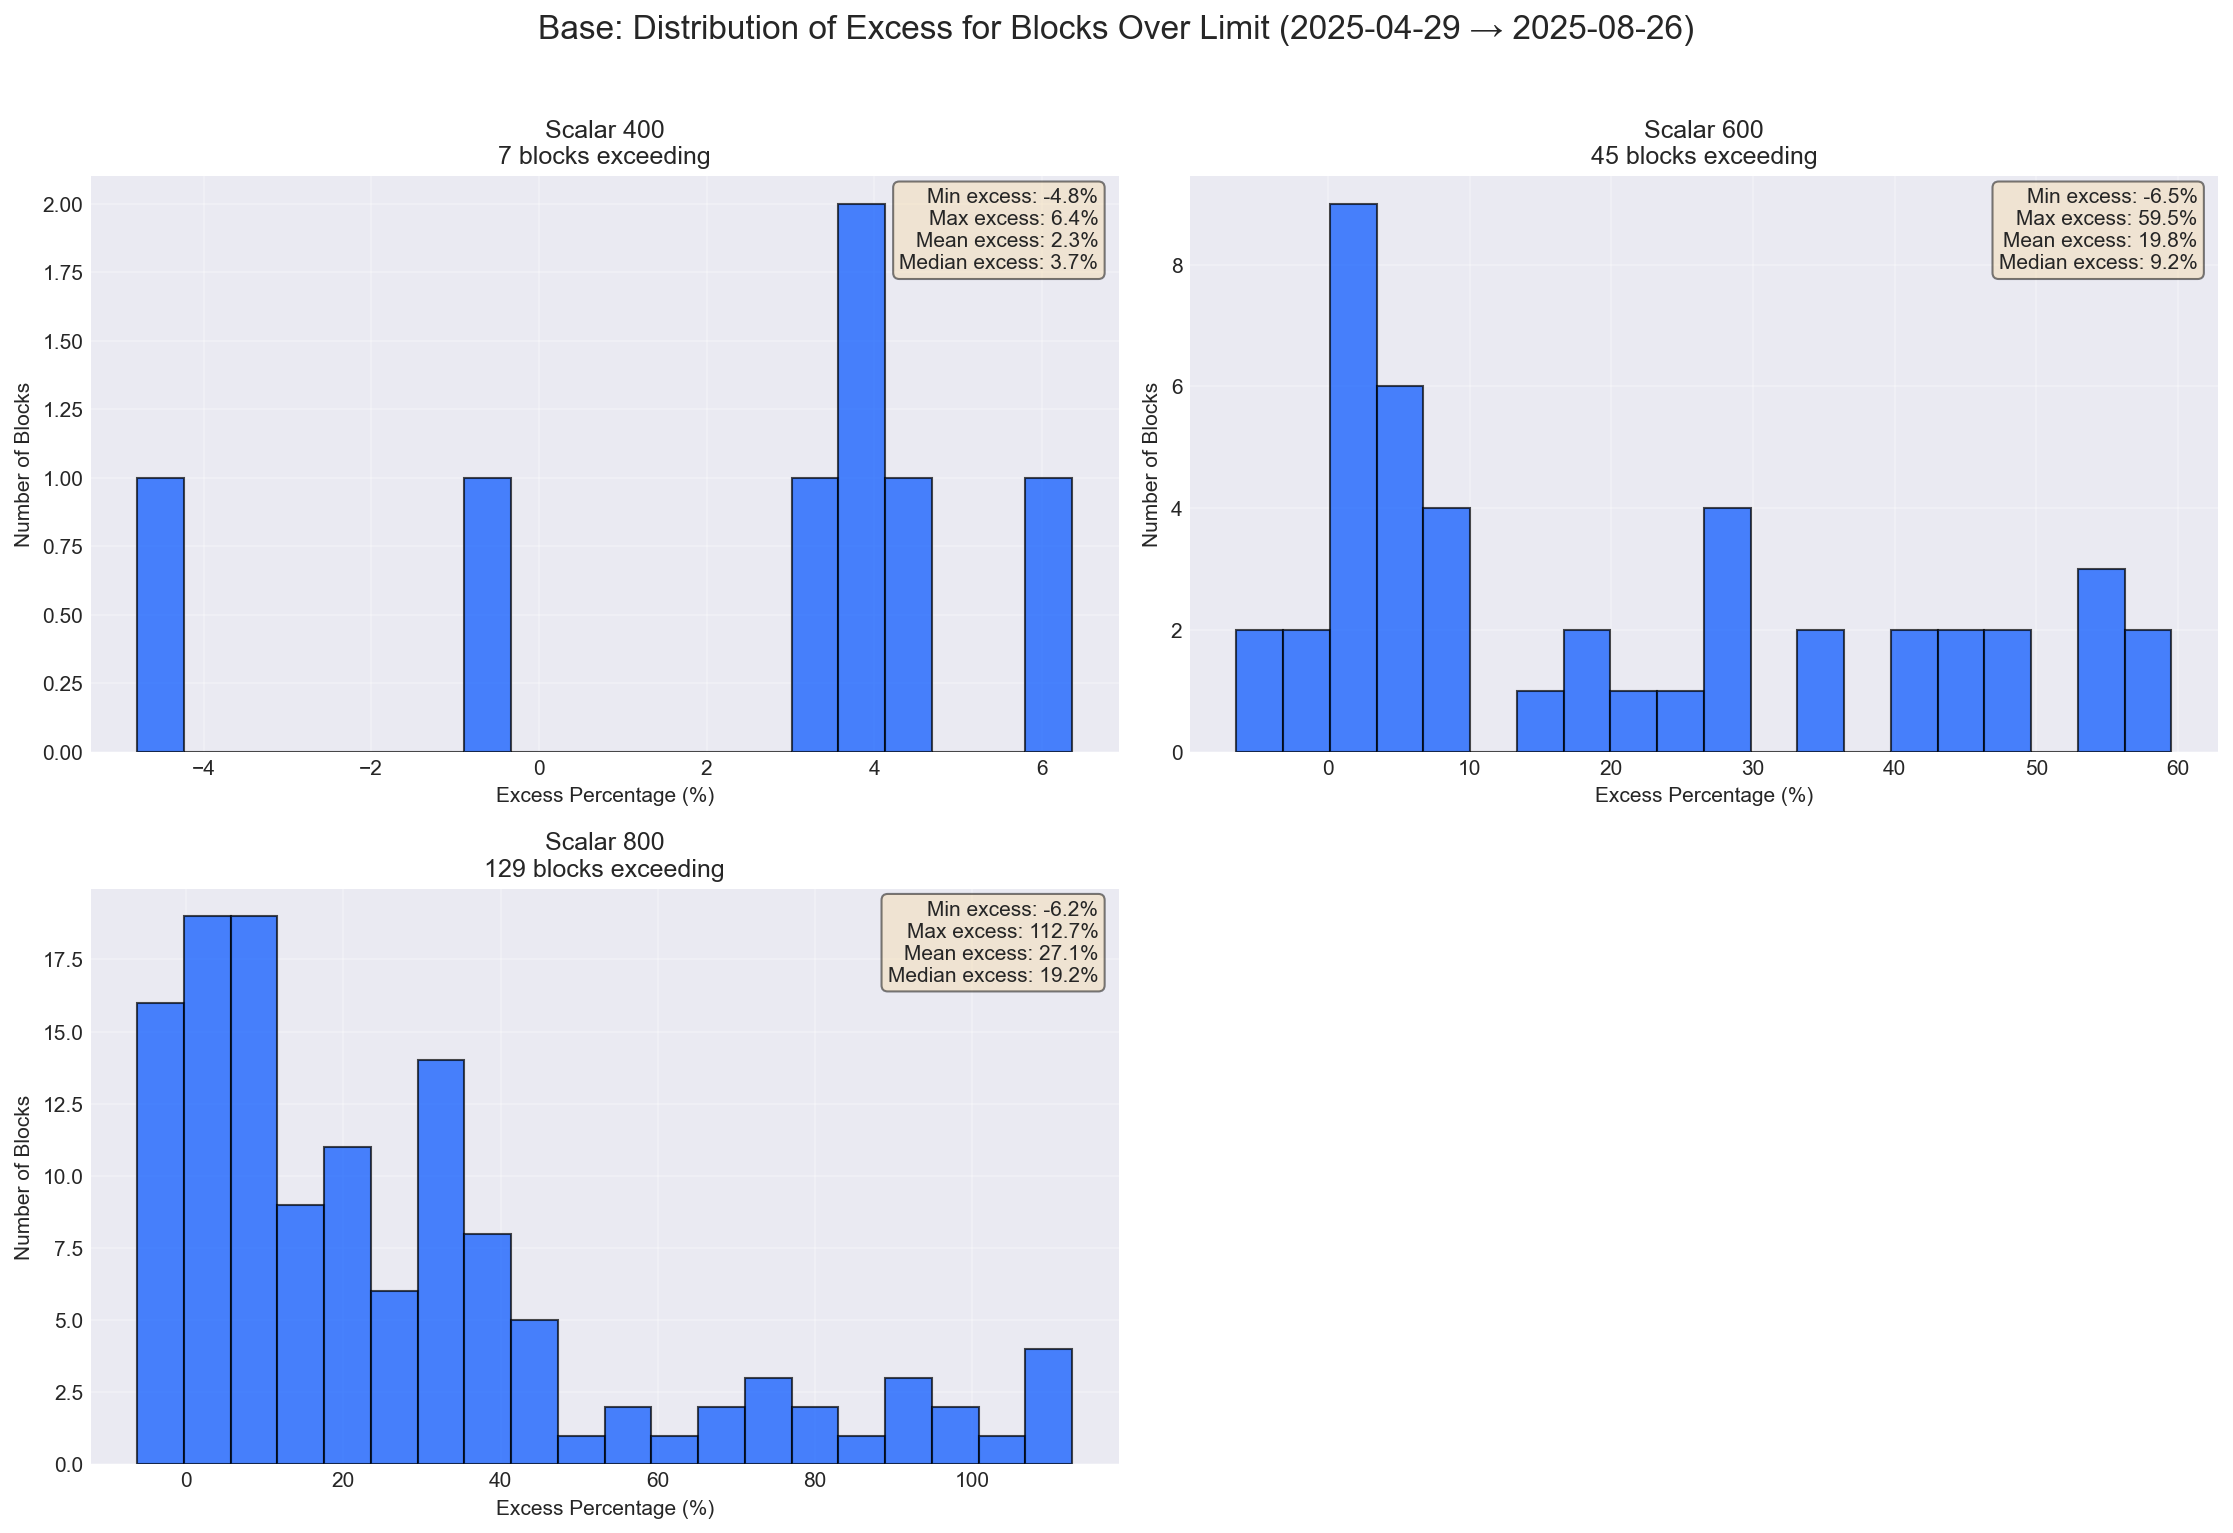 Base: Distribution of Excess for Blocks Over Limit (2025-04-29 → 2025-08-26)
Scalar 400
7 blocks exceeding
Min excess: -4.8%
Max excess: 6.4%
Mean excess: 2.3%
Median excess: 3.7%
Number of Blocks
2.00
1.75
1.50
1.25
1.00
0.75
0.50
0.25
0.00
−4 −2 0 2 4 6
Excess Percentage (%)
Scalar 600
45 blocks exceeding
Min excess: -6.5%
Max excess: 59.5%
Mean excess: 19.8%
Median excess: 9.2%
Number of Blocks
8
6
4
2
0
0 10 20 30 40 50 60
Excess Percentage (%)
Scalar 800
129 blocks exceeding
Min excess: -6.2%
Max excess: 112.7%
Mean excess: 27.1%
Median excess: 19.2%
Number of Blocks
17.5
15.0
12.5
10.0
7.5
5.0
2.5
0.0
0 20 40 60 80 100
Excess Percentage (%)